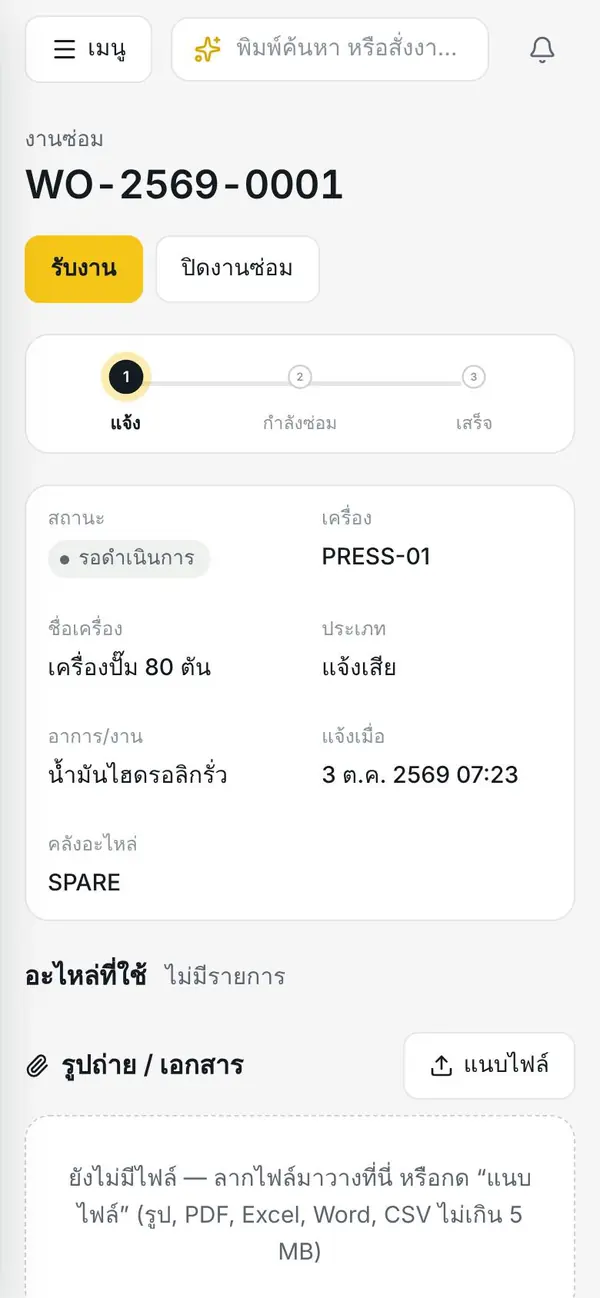 เมนู
พิมพ์ค้นหา หรือสั่งงา...
งานซ่อม
WO-2569-0001
รับงาน
ปิดงานซ่อม
1
2
3
แจ้ง
กำลังซ่อม
เสร็จ
สถานะ
เครื่อง
รอดำเนินการ
PRESS-01
ชื่อเครื่อง
ประเภท
เครื่องปั๊ม 80 ตัน
แจ้งเสีย
อาการ/งาน
แจ้งเมื่อ
น้ำมันไฮดรอลิกรั่ว
3 ต.ค. 2569 07:23
คลังอะไหล่
SPARE
อะไหล่ที่ใช้ ไม่มีรายการ
รูปถ่าย / เอกสาร
แนบไฟล์
ยังไม่มีไฟล์ — ลากไฟล์มาวางที่นี่ หรือกด “แนบ
ไฟล์” (รูป, PDF, Excel, Word, CSV ไม่เกิน 5
MB)